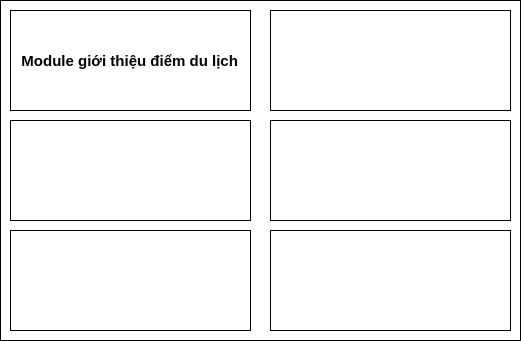 Module giới thiệu điểm du lịch